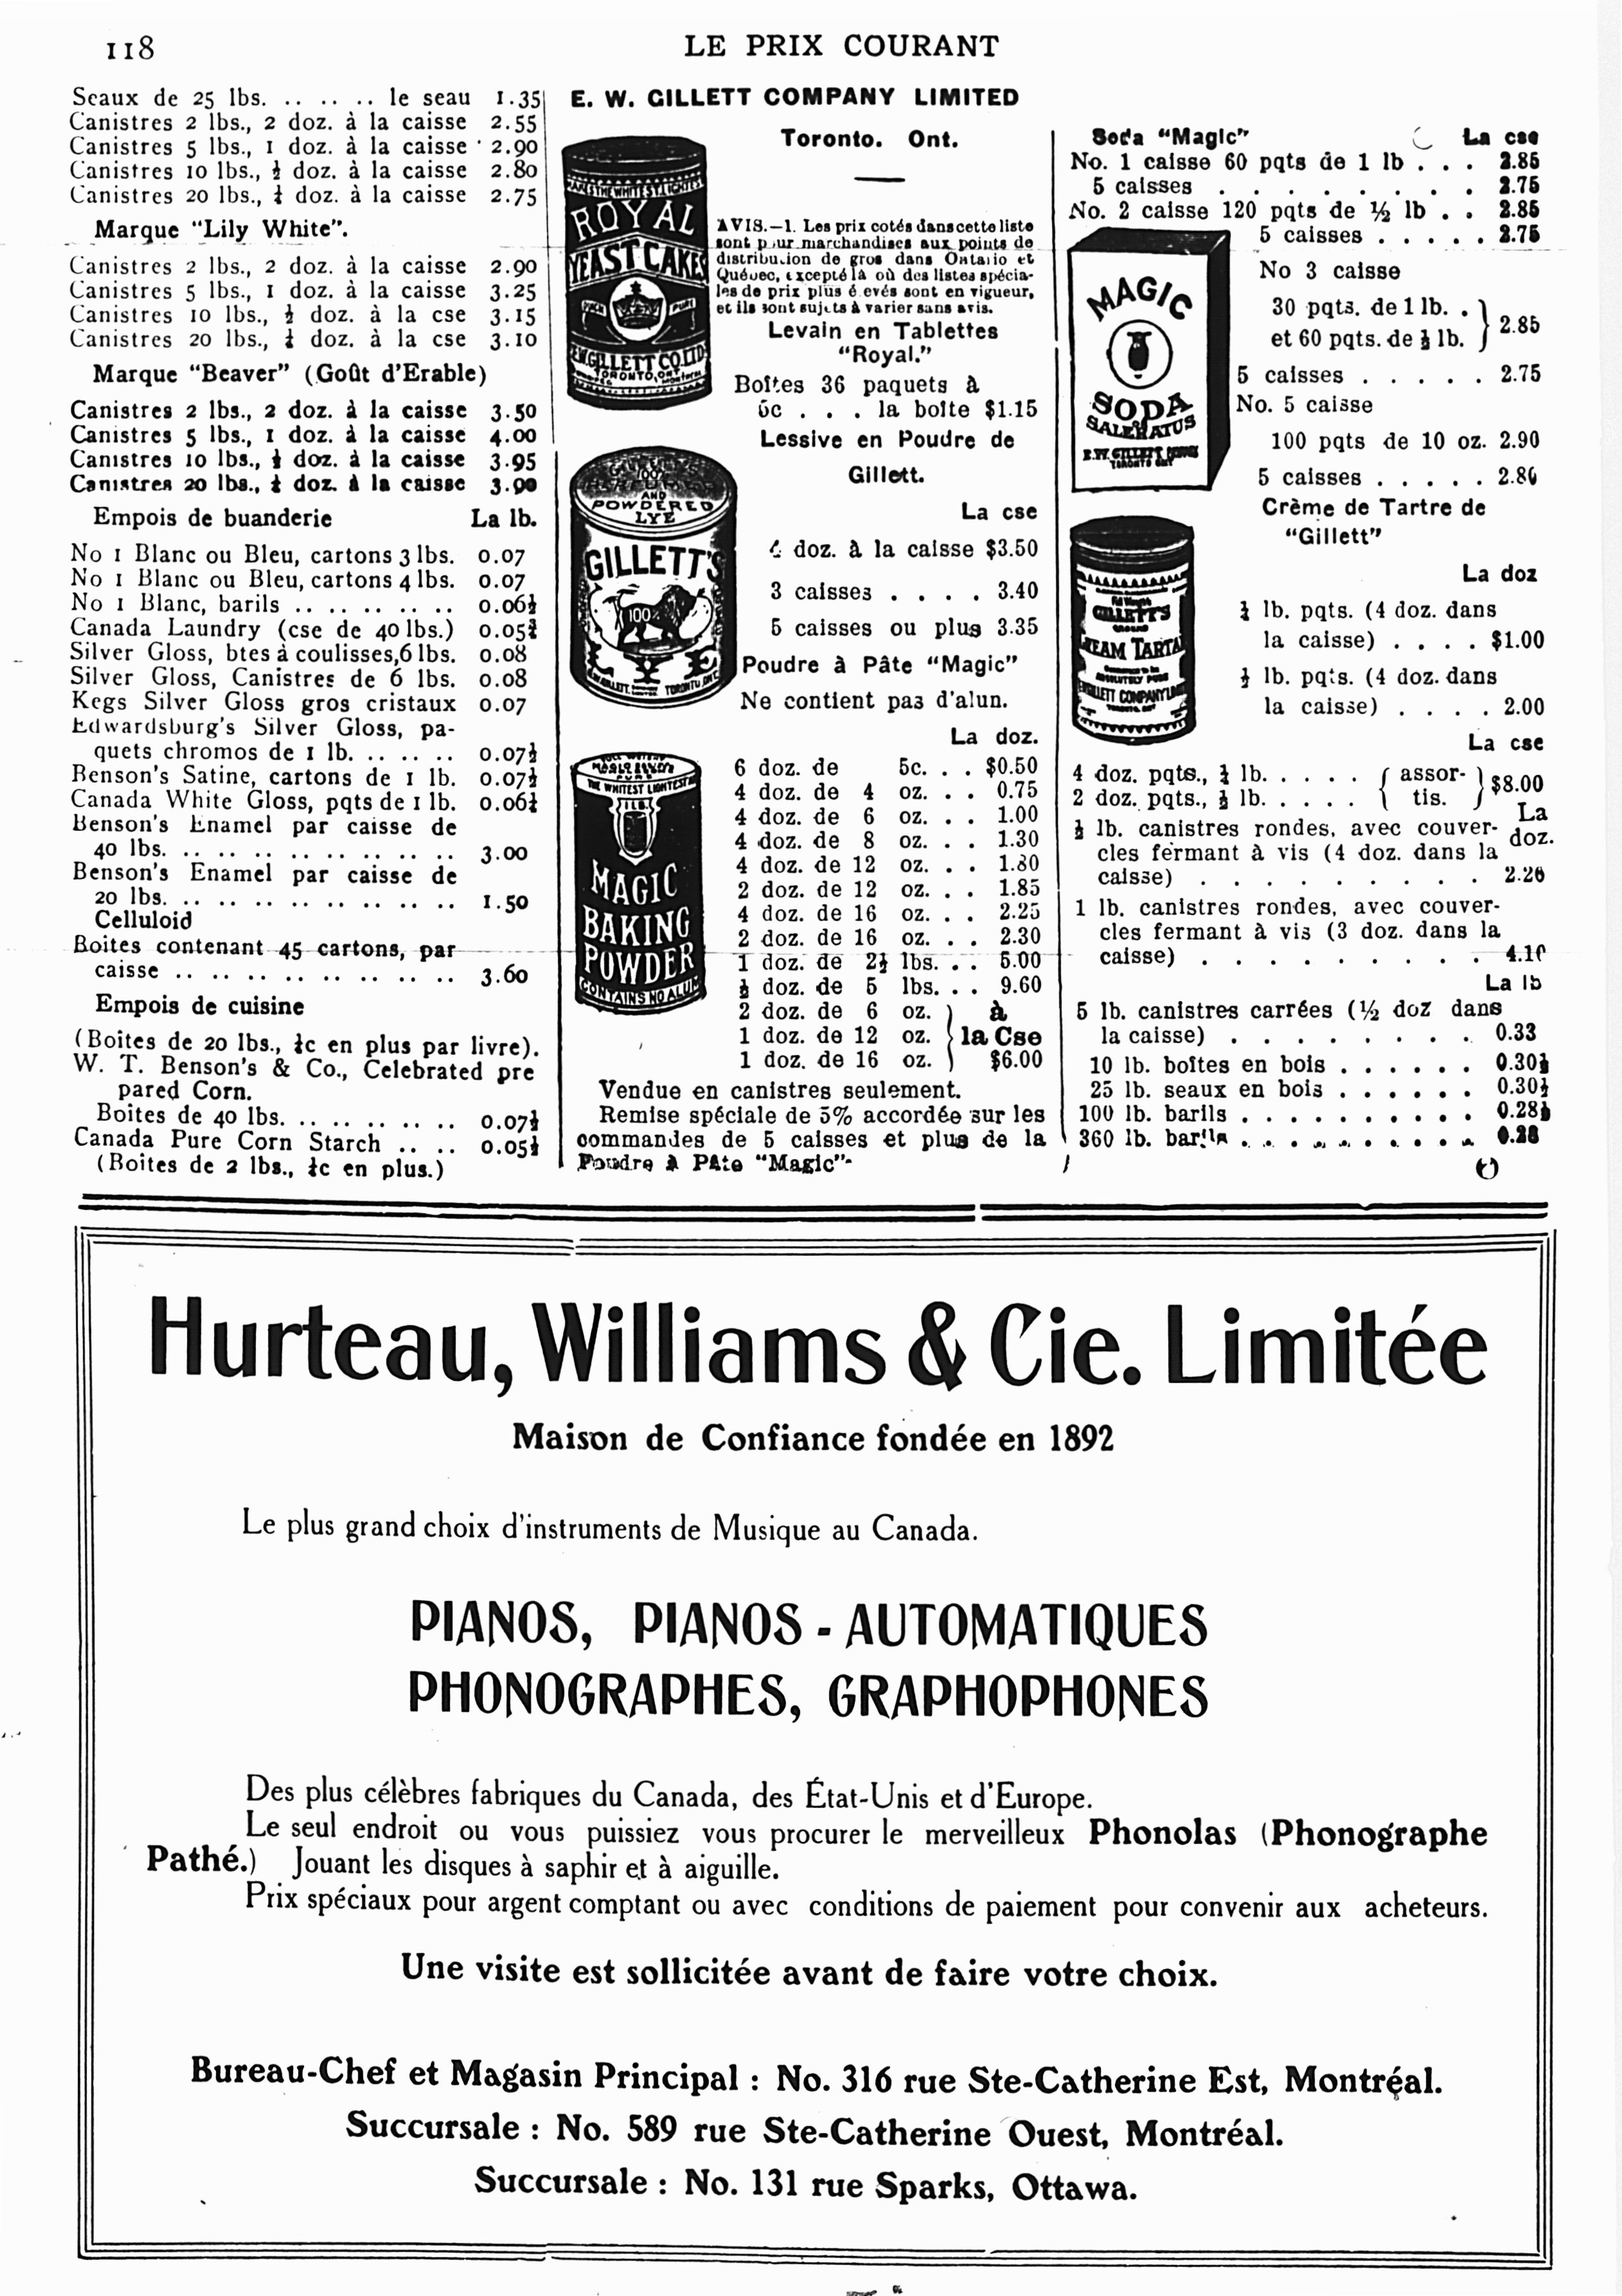 118
LE PRIX COURANT
Seaux de 25 lbs. .. .. .. le seau 1.35
Canistres 2 lbs., 2 doz. à la caisse 2.55
Canistres 5 lbs., 1 doz. à la caisse 2.90
Canistres 10 lbs., ½ doz. à la caisse 2.80
Canistres 20 lbs., ¼ doz. à la caisse 2.75
Marque "Lily White".
Canistres 2 lbs., 2 doz. à la caisse 2.90
Canistres 5 lbs., 1 doz. à la caisse 3.25
Canistres 10 lbs., ½ doz. à la cse 3.15
Canistres 20 lbs., ¼ doz. à la cse 3.10
Marque "Beaver" (Goût d'Erable)
Canistres 2 lbs., 2 doz. à la caisse 3.50
Canistres 5 lbs., 1 doz. à la caisse 4.00
Canistres 10 lbs., ½ doz. à la caisse 3.95
Canistres 20 lbs., ¼ doz. à la caisse 3.90
Empois de buanderie La lb.
No 1 Blanc ou Bleu, cartons 3 lbs. 0.07
No 1 Blanc ou Bleu, cartons 4 lbs. 0.07
No 1 Blanc, barils .. .. .. .. .. 0.06½
Canada Laundry (cse de 40 lbs.) 0.05¾
Silver Gloss, btes à coulisses, 6 lbs. 0.08
Silver Gloss, Canistres de 6 lbs. 0.08
Kegs Silver Gloss gros cristaux 0.07
Edwardsburg's Silver Gloss, pa-
quets chromos de 1 lb. .. .. .. 0.07½
Benson's Satine, cartons de 1 lb. 0.07½
Canada White Gloss, pqts de 1 lb. 0.06¼
Benson's Enamel par caisse de
40 lbs. .. .. .. .. .. .. .. .. 3.00
Benson's Enamel par caisse de
20 lbs. .. .. .. .. .. .. .. .. 1.50
Celluloid
Boites contenant 45 cartons, par
caisse .. .. .. .. .. .. .. .. 3.60
Empois de cuisine
(Boites de 20 lbs., ¼c en plus par livre).
W. T. Benson's & Co., Celebrated pre
pared Corn.
Boites de 40 lbs. .. .. .. .. .. 0.07½
Canada Pure Corn Starch .. .. 0.05½
(Boites de 2 lbs., ¼c en plus.)
E. W. GILLETT COMPANY LIMITED
Toronto. Ont.
ROYAL
YEAST CAKES
E.W. GILLETT CO. LTD
TORONTO, ONT.
AVIS.—1. Les prix cotés dans cette liste
sont pour marchandises aux points de
distribution de gros dans Ontario et
Québec, excepté là où des listes spécia-
les de prix plus élevés sont en vigueur,
et ils sont sujets à varier sans avis.
Levain en Tablettes
"Royal."
Boîtes 36 paquets à
5c . . . la boîte $1.15
100%
AND
POWDERED
LYE
GILLETT'S
100
TORONTO, ONT.
Lessive en Poudre de
Gillett.
La cse
4 doz. à la caisse $3.50
3 caisses . . . . 3.40
5 caisses ou plus 3.35
Poudre à Pâte "Magic"
Ne contient pas d'alun.
THE WHITEST LIGHTEST
1 LB.
MAGIC
BAKING
POWDER
CONTAINS NO ALUM
La doz.
6 doz. de 5c. . . $0.50
4 doz. de 4 oz. . . 0.75
4 doz. de 6 oz. . . 1.00
4 doz. de 8 oz. . . 1.30
4 doz. de 12 oz. . . 1.80
2 doz. de 12 oz. . . 1.85
4 doz. de 16 oz. . . 2.25
2 doz. de 16 oz. . . 2.30
1 doz. de 2½ lbs. . . 5.00
½ doz. de 5 lbs. . . 9.60
2 doz. de 6 oz. } à
1 doz. de 12 oz. } la Cse
1 doz. de 16 oz. } $6.00
Vendue en canistres seulement.
Remise spéciale de 5% accordée sur les
commandes de 5 caisses et plus de la
Poudre à Pâte "Magic".
Soda "Magic" La cse
No. 1 caisse 60 pqts de 1 lb . . . 2.85
5 caisses . . . . . . . . 2.75
No. 2 caisse 120 pqts de ½ lb . . 2.85
5 caisses . . . . . 2.75
MAGIC
SODA
SALERATUS
E.W. GILLETT
TORONTO ONT
No 3 caisse
30 pqts. de 1 lb. . }
et 60 pqts. de ½ lb. } 2.85
5 caisses . . . . . 2.75
No. 5 caisse
100 pqts de 10 oz. 2.90
5 caisses . . . . . 2.80
Crème de Tartre de
"Gillett"
GILLETT'S
CREAM TARTAR
ABSOLUTELY PURE
GILLETT COMPANY LIMITED
La doz
¼ lb. pqts. (4 doz. dans
la caisse) . . . . $1.00
½ lb. pqts. (4 doz. dans
la caisse) . . . . 2.00
La cse
4 doz. pqts., ¼ lb. . . . . { assor- } $8.00
2 doz. pqts., ½ lb. . . . . { tis. }
La
½ lb. canistres rondes, avec couver- doz.
cles fermant à vis (4 doz. dans la
caisse) . . . . . . . . . 2.20
1 lb. canistres rondes, avec couver-
cles fermant à vis (3 doz. dans la
caisse) . . . . . . . . . 4.10
La lb
5 lb. canistres carrées (½ doz dans
la caisse) . . . . . . . . 0.33
10 lb. boîtes en bois . . . . . . 0.30½
25 lb. seaux en bois . . . . . . 0.30½
100 lb. barils . . . . . . . . . . 0.28½
360 lb. barils . . . . . . . . . . 0.28
Hurteau, Williams & Cie. Limitée
Maison de Confiance fondée en 1892
Le plus grand choix d'instruments de Musique au Canada.
PIANOS, PIANOS - AUTOMATIQUES
PHONOGRAPHES, GRAPHOPHONES
Des plus célèbres fabriques du Canada, des État-Unis et d'Europe.
Le seul endroit ou vous puissiez vous procurer le merveilleux Phonolas (Phonographe
Pathé.) Jouant les disques à saphir et à aiguille.
Prix spéciaux pour argent comptant ou avec conditions de paiement pour convenir aux acheteurs.
Une visite est sollicitée avant de faire votre choix.
Bureau-Chef et Magasin Principal : No. 316 rue Ste-Catherine Est, Montréal.
Succursale : No. 589 rue Ste-Catherine Ouest, Montréal.
Succursale : No. 131 rue Sparks, Ottawa.